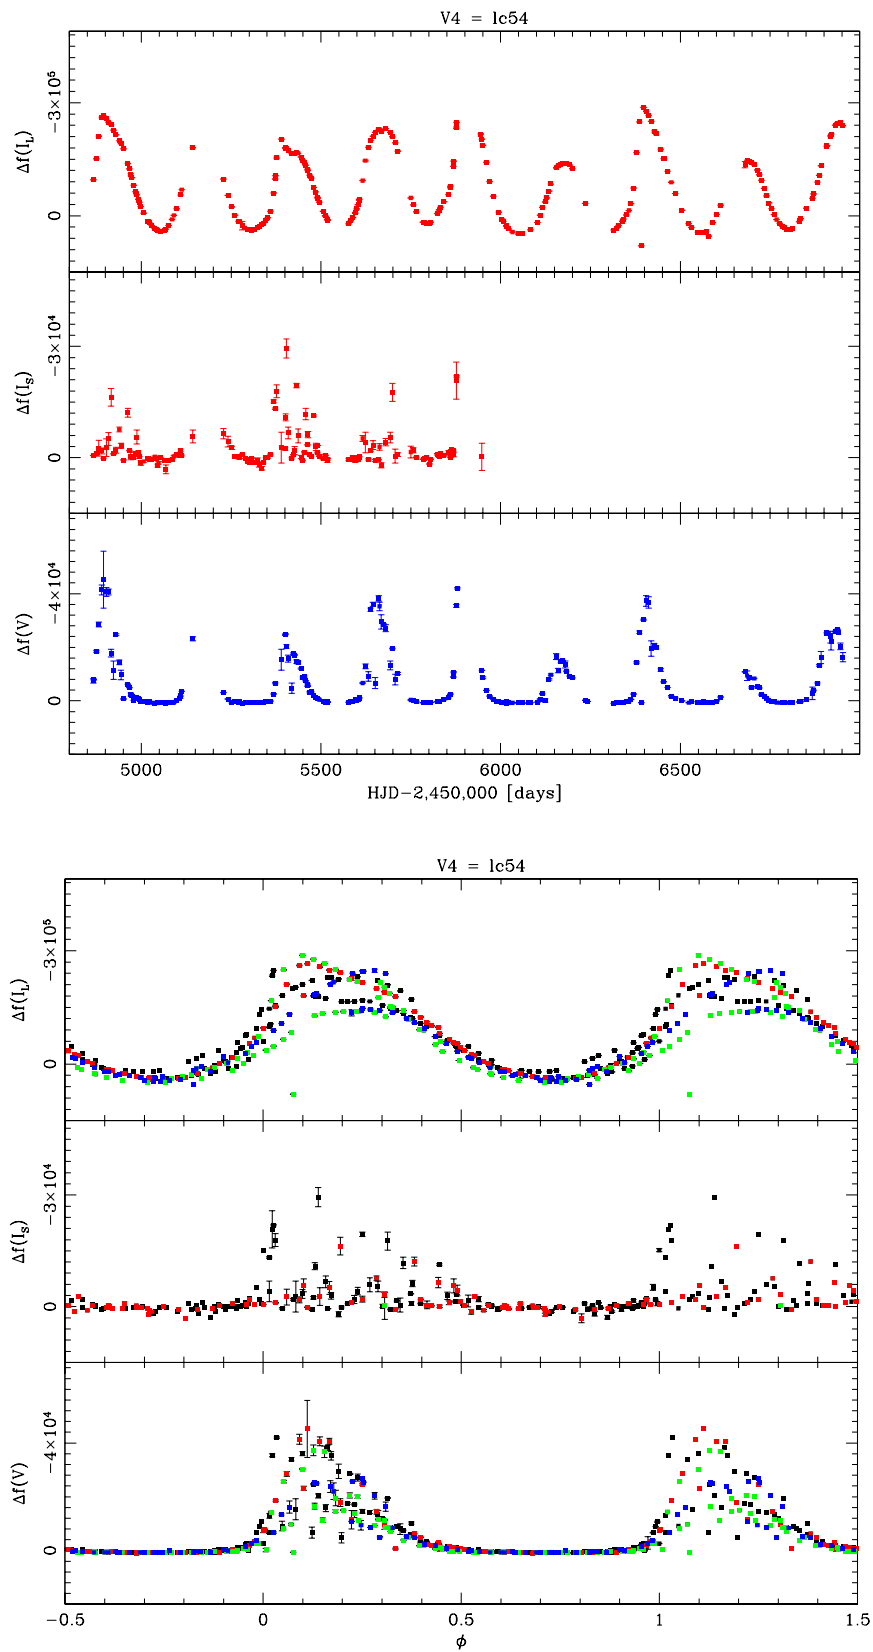 V4 = lc54
Δf(I_L)
−3×10⁵
0
Δf(I_S)
−3×10⁴
0
Δf(V)
−4×10⁴
0
5000 5500 6000 6500
HJD−2,450,000 [days]
V4 = lc54
Δf(I_L)
−3×10⁵
0
Δf(I_S)
−3×10⁴
0
Δf(V)
−4×10⁴
0
−0.5 0 0.5 1 1.5
φ